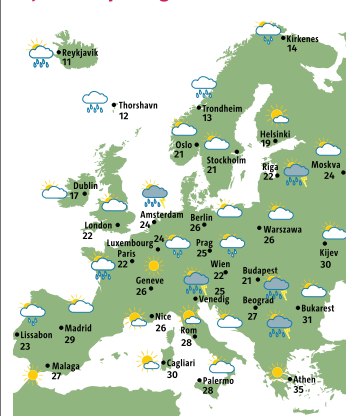 Kirkenes
14
Reykjavik
11
Thorshavn
12
Trondheim
13
Helsinki
19
Oslo
21
Stockholm
21
Moskva
24
Riga
22
Dublin
17
Amsterdam
24
Berlin
26
London
22
Warszawa
26
Luxembourg
24
Prag
25
Kijev
30
Paris
22
Wien
22
Budapest
21
Geneve
26
Venedig
25
Beograd
27
Bukarest
31
Nice
26
Madrid
29
Lissabon
23
Rom
28
Cagliari
30
Malaga
27
Palermo
28
Athen
35